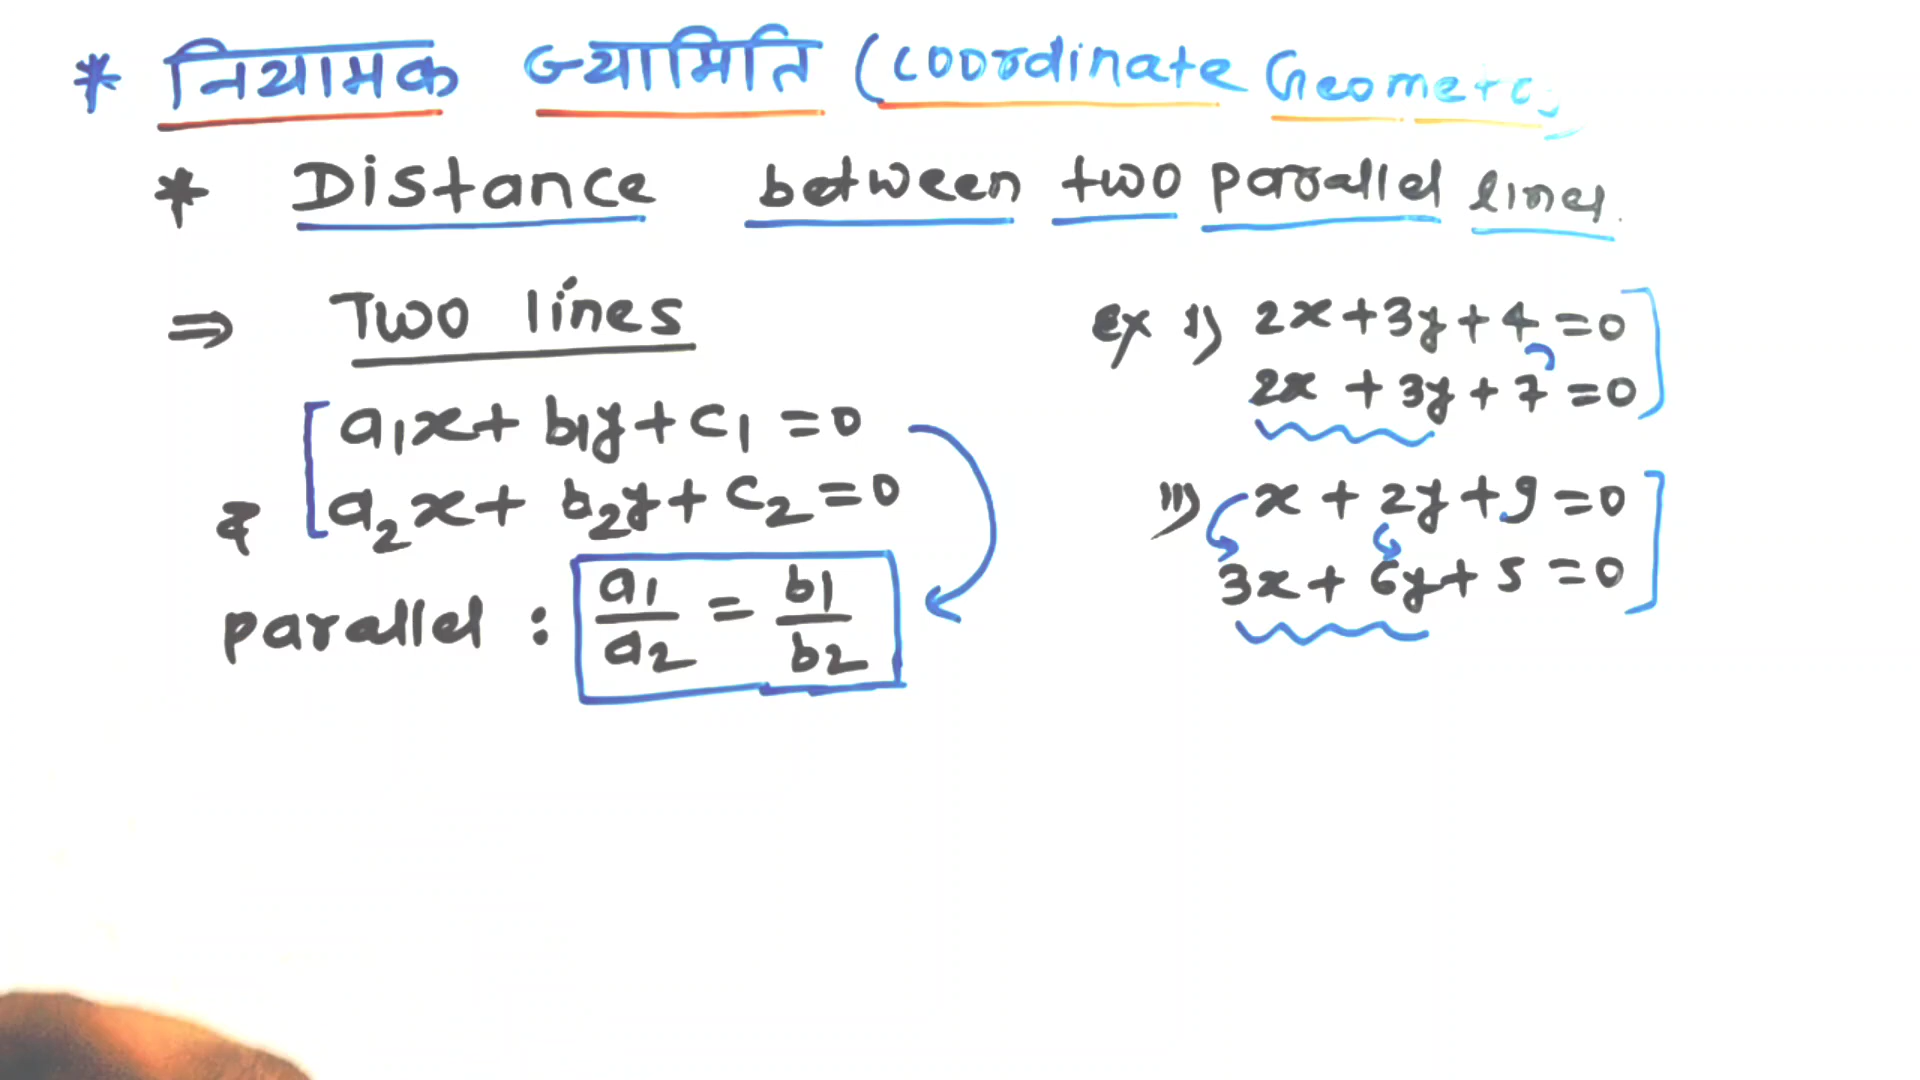 * नियामक ज्यामिति (Coordinate Geometry)
* Distance between two parallel lines.
⇒ Two lines
a₁x + b₁y + c₁ = 0
& a₂x + b₂y + c₂ = 0
parallel : a₁/a₂ = b₁/b₂
Ex i) 2x + 3y + 4 = 0
2x + 3y + 7 = 0
ii) x + 2y + 9 = 0
3x + 6y + 5 = 0